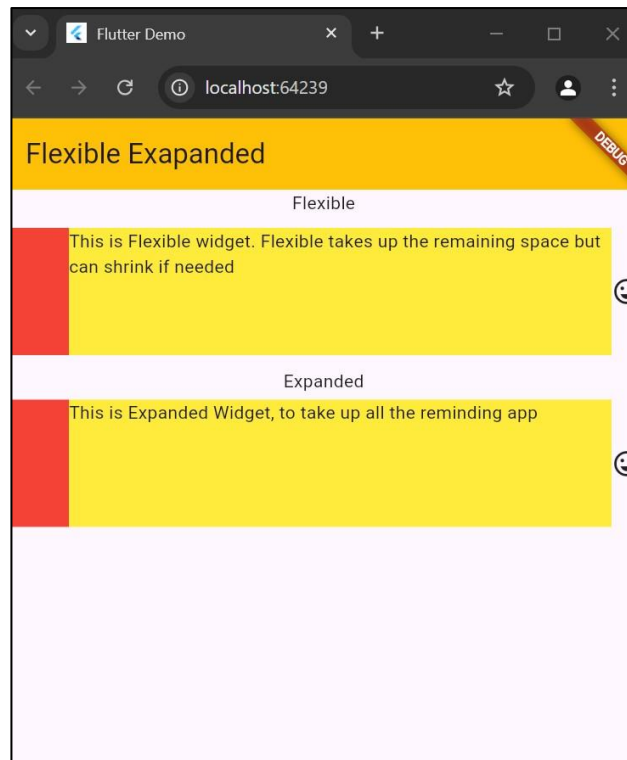 Flutter Demo
localhost:64239
Flexible Exapanded
DEBUG
Flexible
This is Flexible widget. Flexible takes up the remaining space but
can shrink if needed
Expanded
This is Expanded Widget, to take up all the reminding app